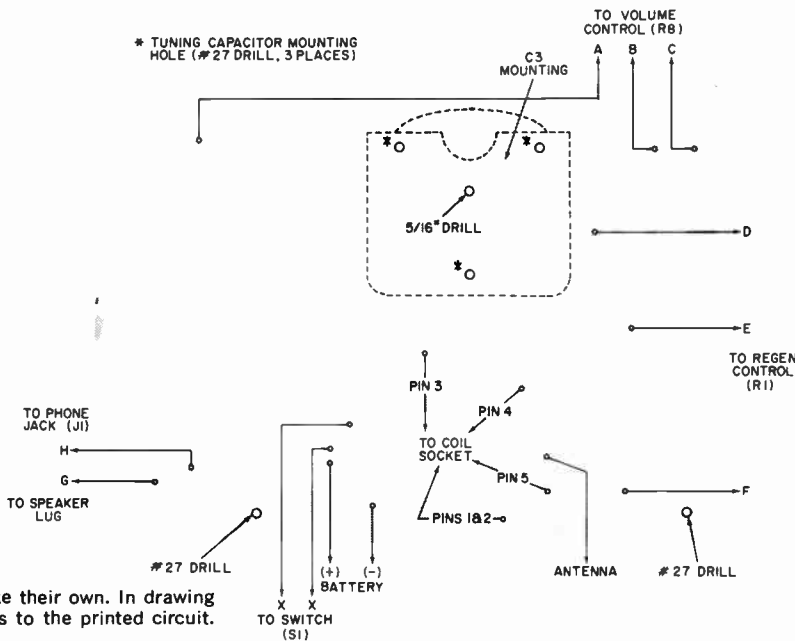 * TUNING CAPACITOR MOUNTING
HOLE (#27 DRILL, 3 PLACES)
TO VOLUME
CONTROL (R8)
A B C
C3
MOUNTING
*
*
5/16" DRILL
*
D
E
TO REGEN
CONTROL
(R1)
PIN 3
PIN 4
TO COIL
SOCKET
PIN 5
PINS 1&2
TO PHONE
JACK (J1)
H
G
TO SPEAKER
LUG
F
#27 DRILL
(+) (-)
BATTERY
ANTENNA
#27 DRILL
X X
TO SWITCH
(S1)
their own. In drawing
to the printed circuit.